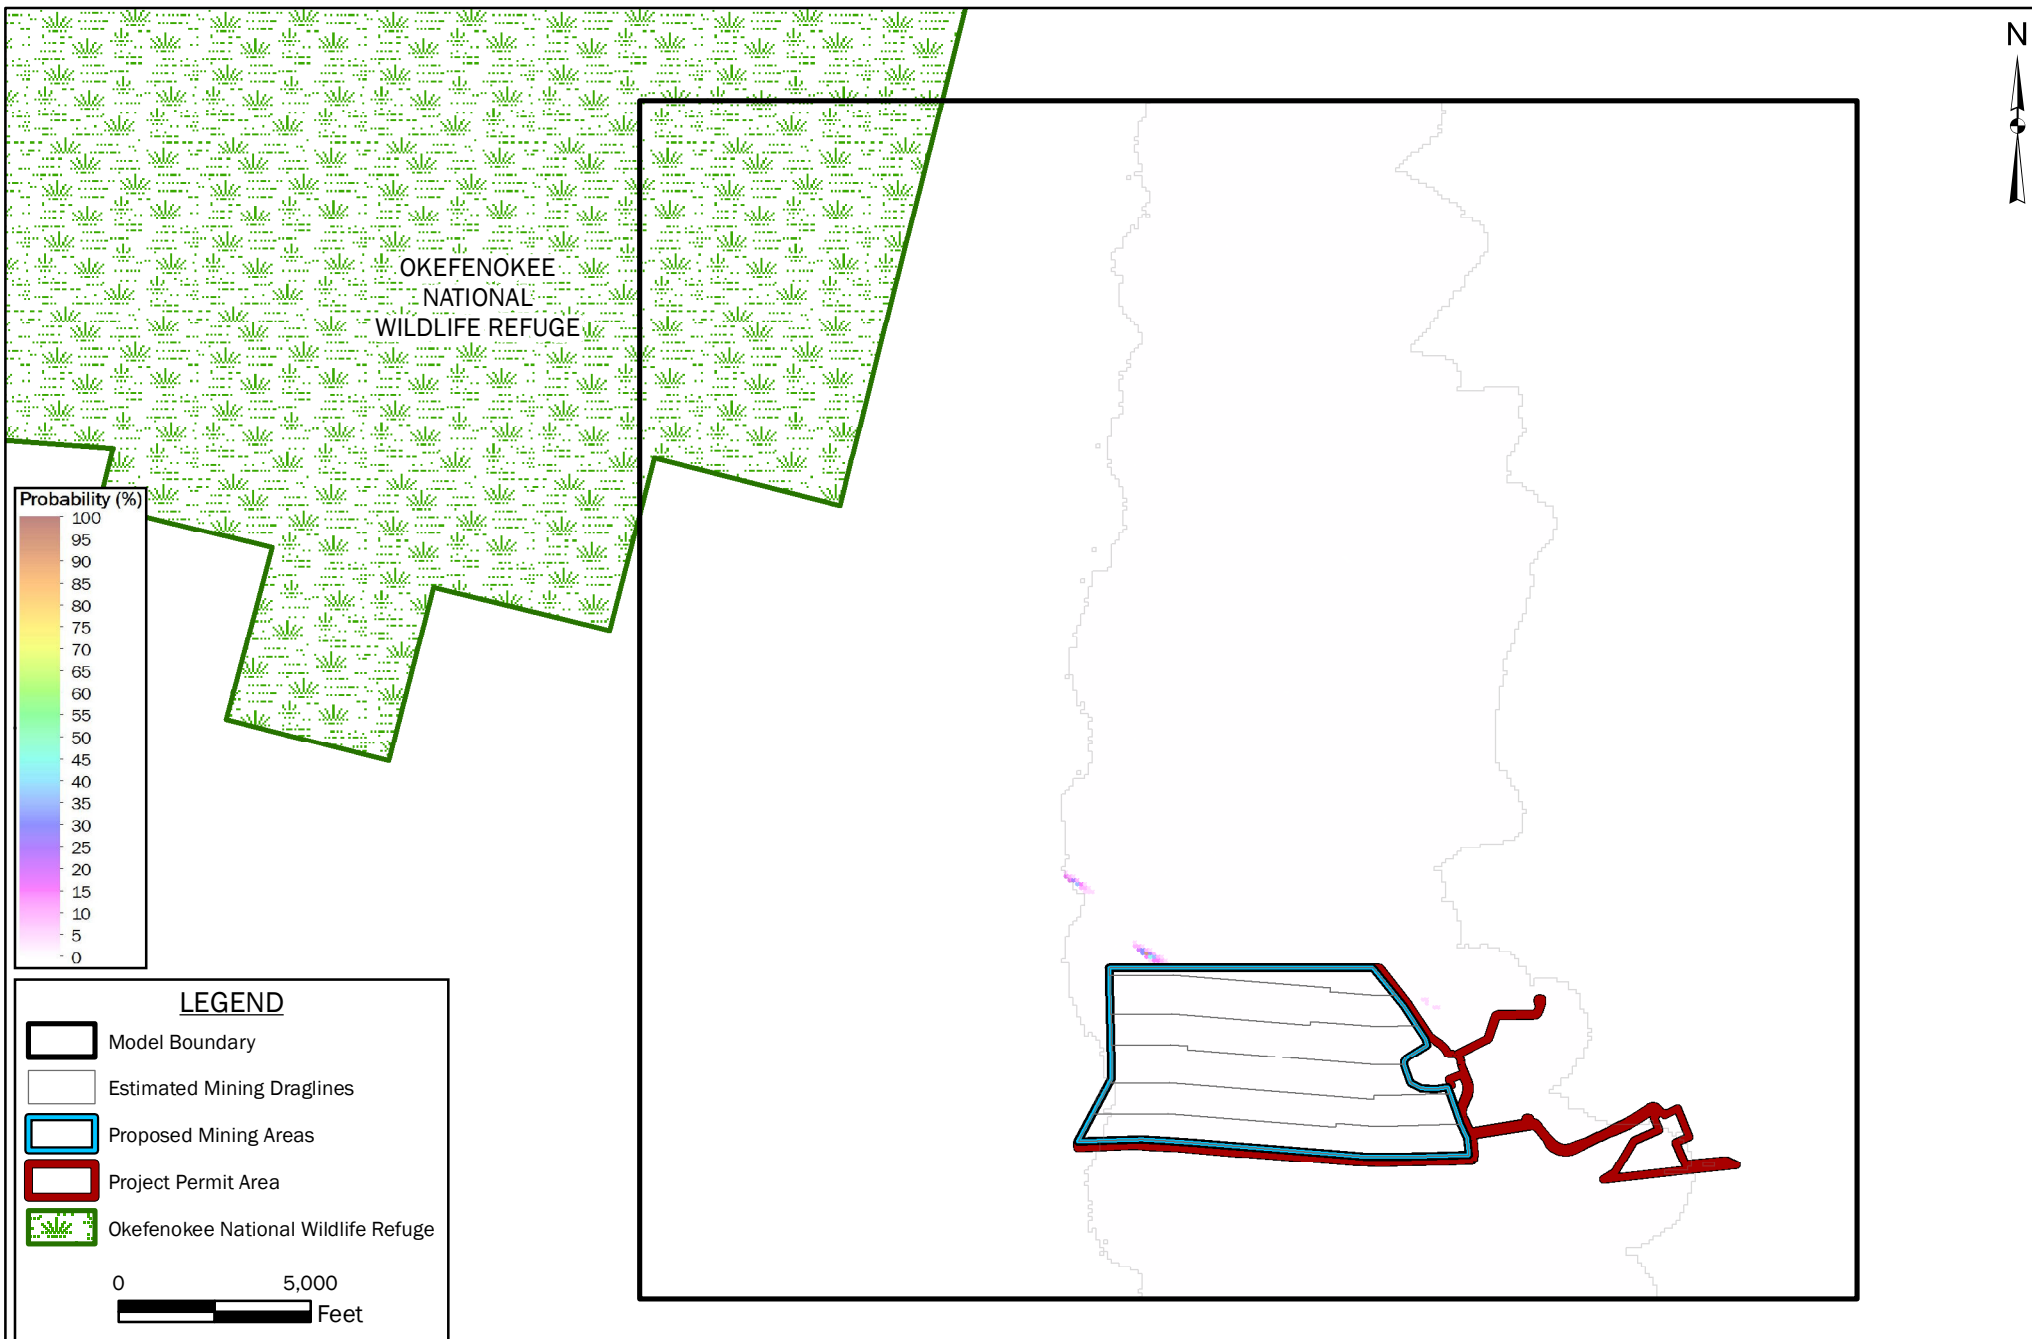 N
OKEFENOKEE
NATIONAL
WILDLIFE REFUGE
Probability (%)
100
95
90
85
80
75
70
65
60
55
50
45
40
35
30
25
20
15
10
5
0
LEGEND
Model Boundary
Estimated Mining Draglines
Proposed Mining Areas
Project Permit Area
Okefenokee National Wildlife Refuge
0 5,000
Feet